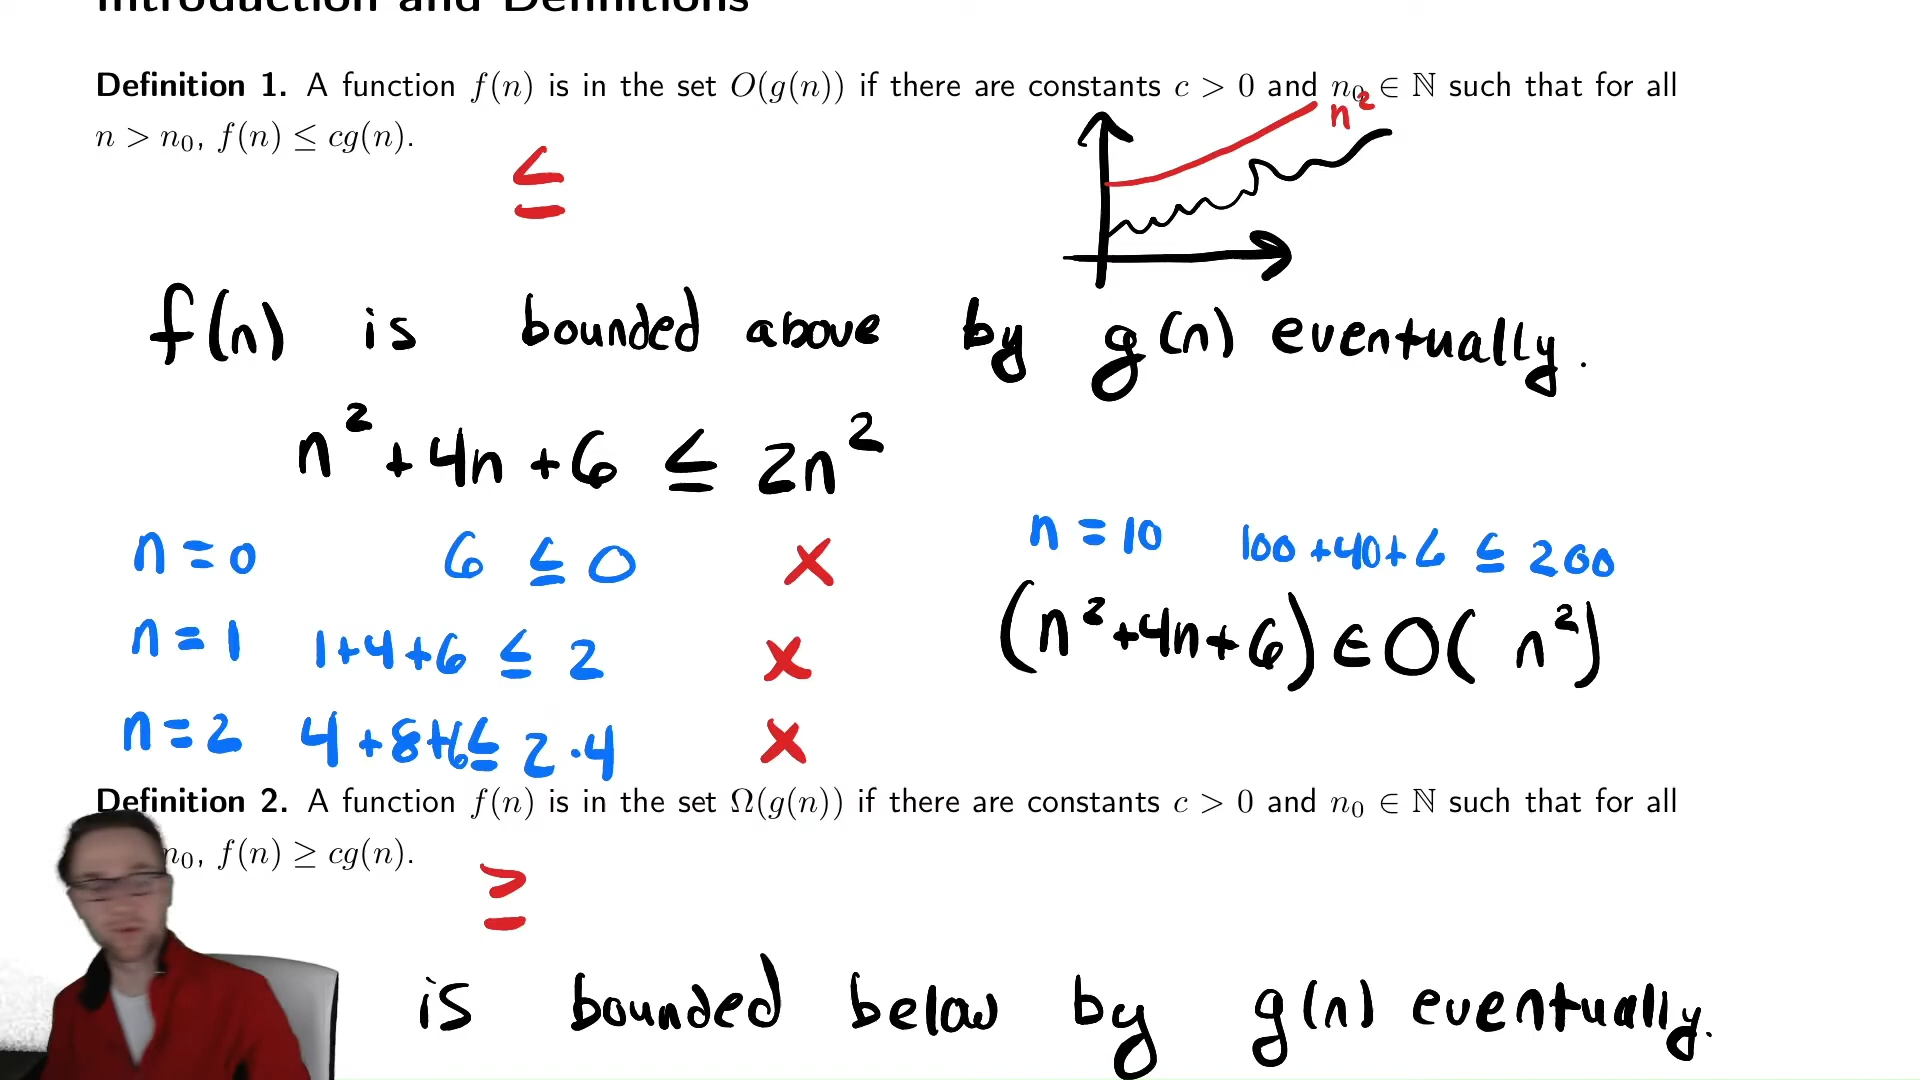 Introduction and Definitions
Definition 1. A function f(n) is in the set O(g(n)) if there are constants c > 0 and n₀ ∈ ℕ such that for all
n > n₀, f(n) ≤ cg(n).
n²
≤
f(n) is bounded above by g(n) eventually.
n² + 4n + 6 ≤ 2n²
n = 0 6 ≤ 0 ×
n = 10 100 + 40 + 6 ≤ 200
n = 1 1 + 4 + 6 ≤ 2 ×
(n² + 4n + 6) ∈ O( n²)
n = 2 4 + 8 + 6 ≤ 2 · 4 ×
Definition 2. A function f(n) is in the set Ω(g(n)) if there are constants c > 0 and n₀ ∈ ℕ such that for all
n₀, f(n) ≥ cg(n).
≥
is bounded below by g(n) eventually.